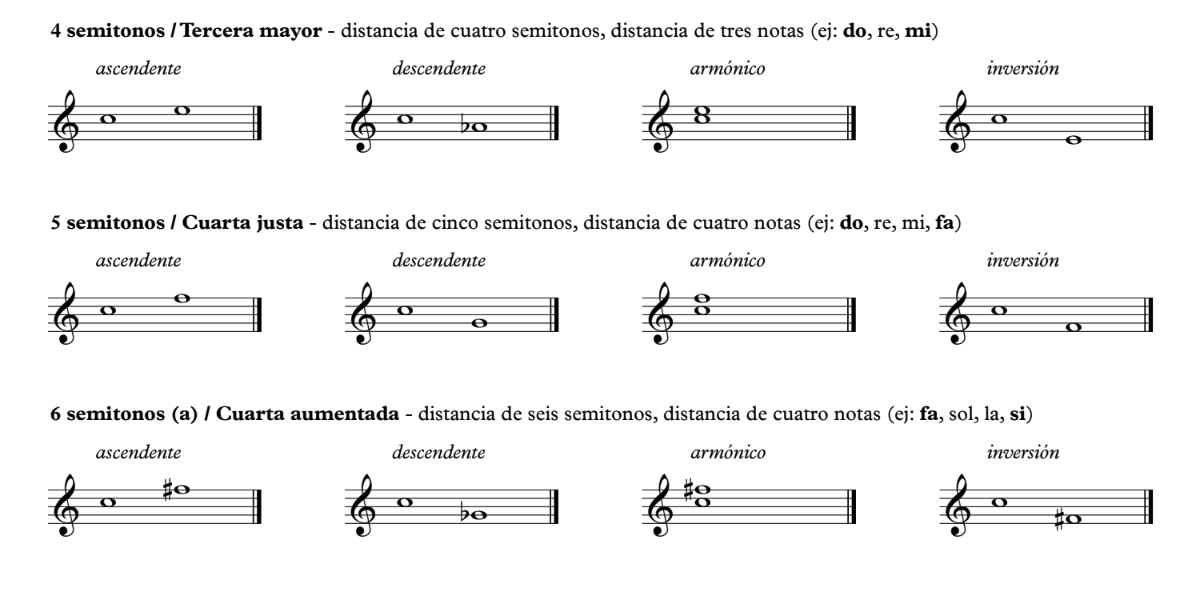 4 semitonos / Tercera mayor - distancia de cuatro semitonos, distancia de tres notas (ej: do, re, mi)
ascendente descendente armónico inversión
5 semitonos / Cuarta justa - distancia de cinco semitonos, distancia de cuatro notas (ej: do, re, mi, fa)
ascendente descendente armónico inversión
6 semitonos (a) / Cuarta aumentada - distancia de seis semitonos, distancia de cuatro notas (ej: fa, sol, la, si)
ascendente descendente armónico inversión